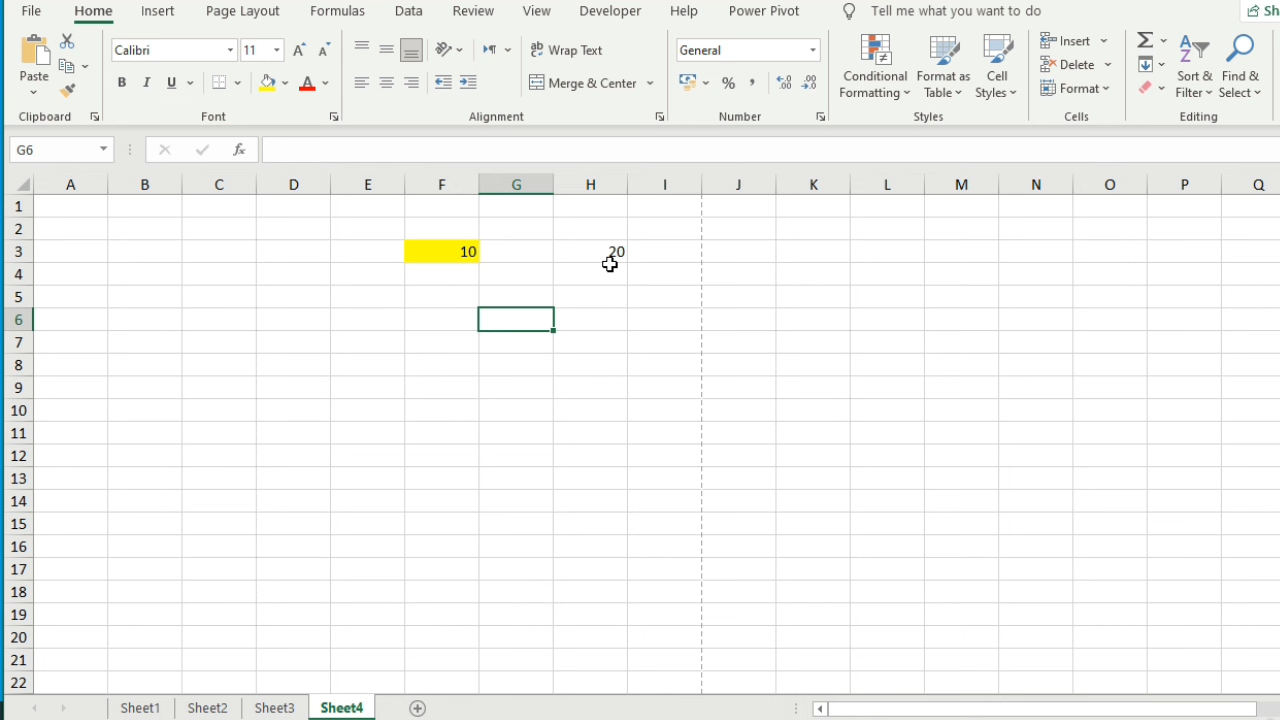 File Home Insert Page Layout Formulas Data Review View Developer Help Power Pivot Tell me what you want to do Sh
Calibri 11 Wrap Text General Insert
Paste B I U Merge & Center % , Conditional Formatting Format as Table Cell Styles Delete Format Sort & Filter Find & Select
Clipboard Font Alignment Number Styles Cells Editing
G6 fx
A B C D E F G H I J K L M N O P Q
1
2
3 10 20
4
5
6
7
8
9
10
11
12
13
14
15
16
17
18
19
20
21
22
Sheet1 Sheet2 Sheet3 Sheet4